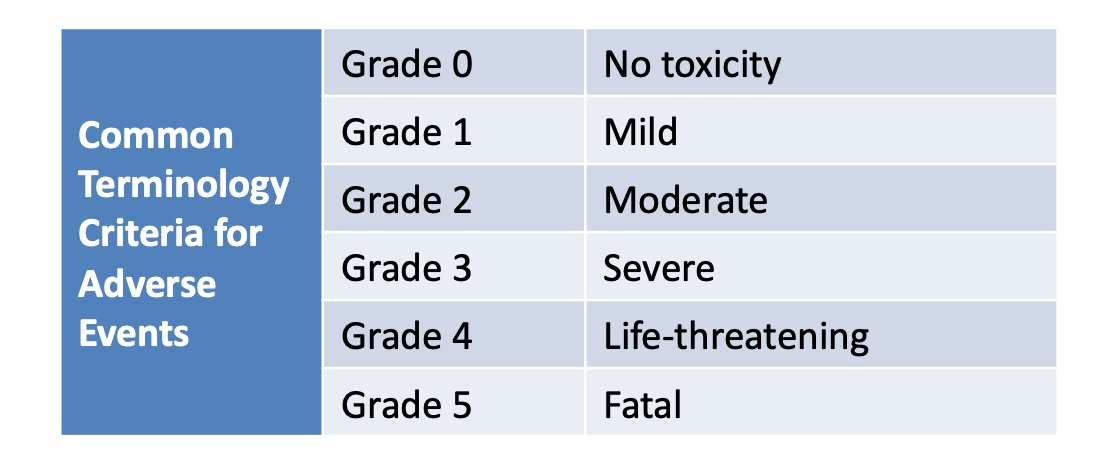 Common
Terminology
Criteria for
Adverse
Events
Grade 0 No toxicity
Grade 1 Mild
Grade 2 Moderate
Grade 3 Severe
Grade 4 Life-threatening
Grade 5 Fatal